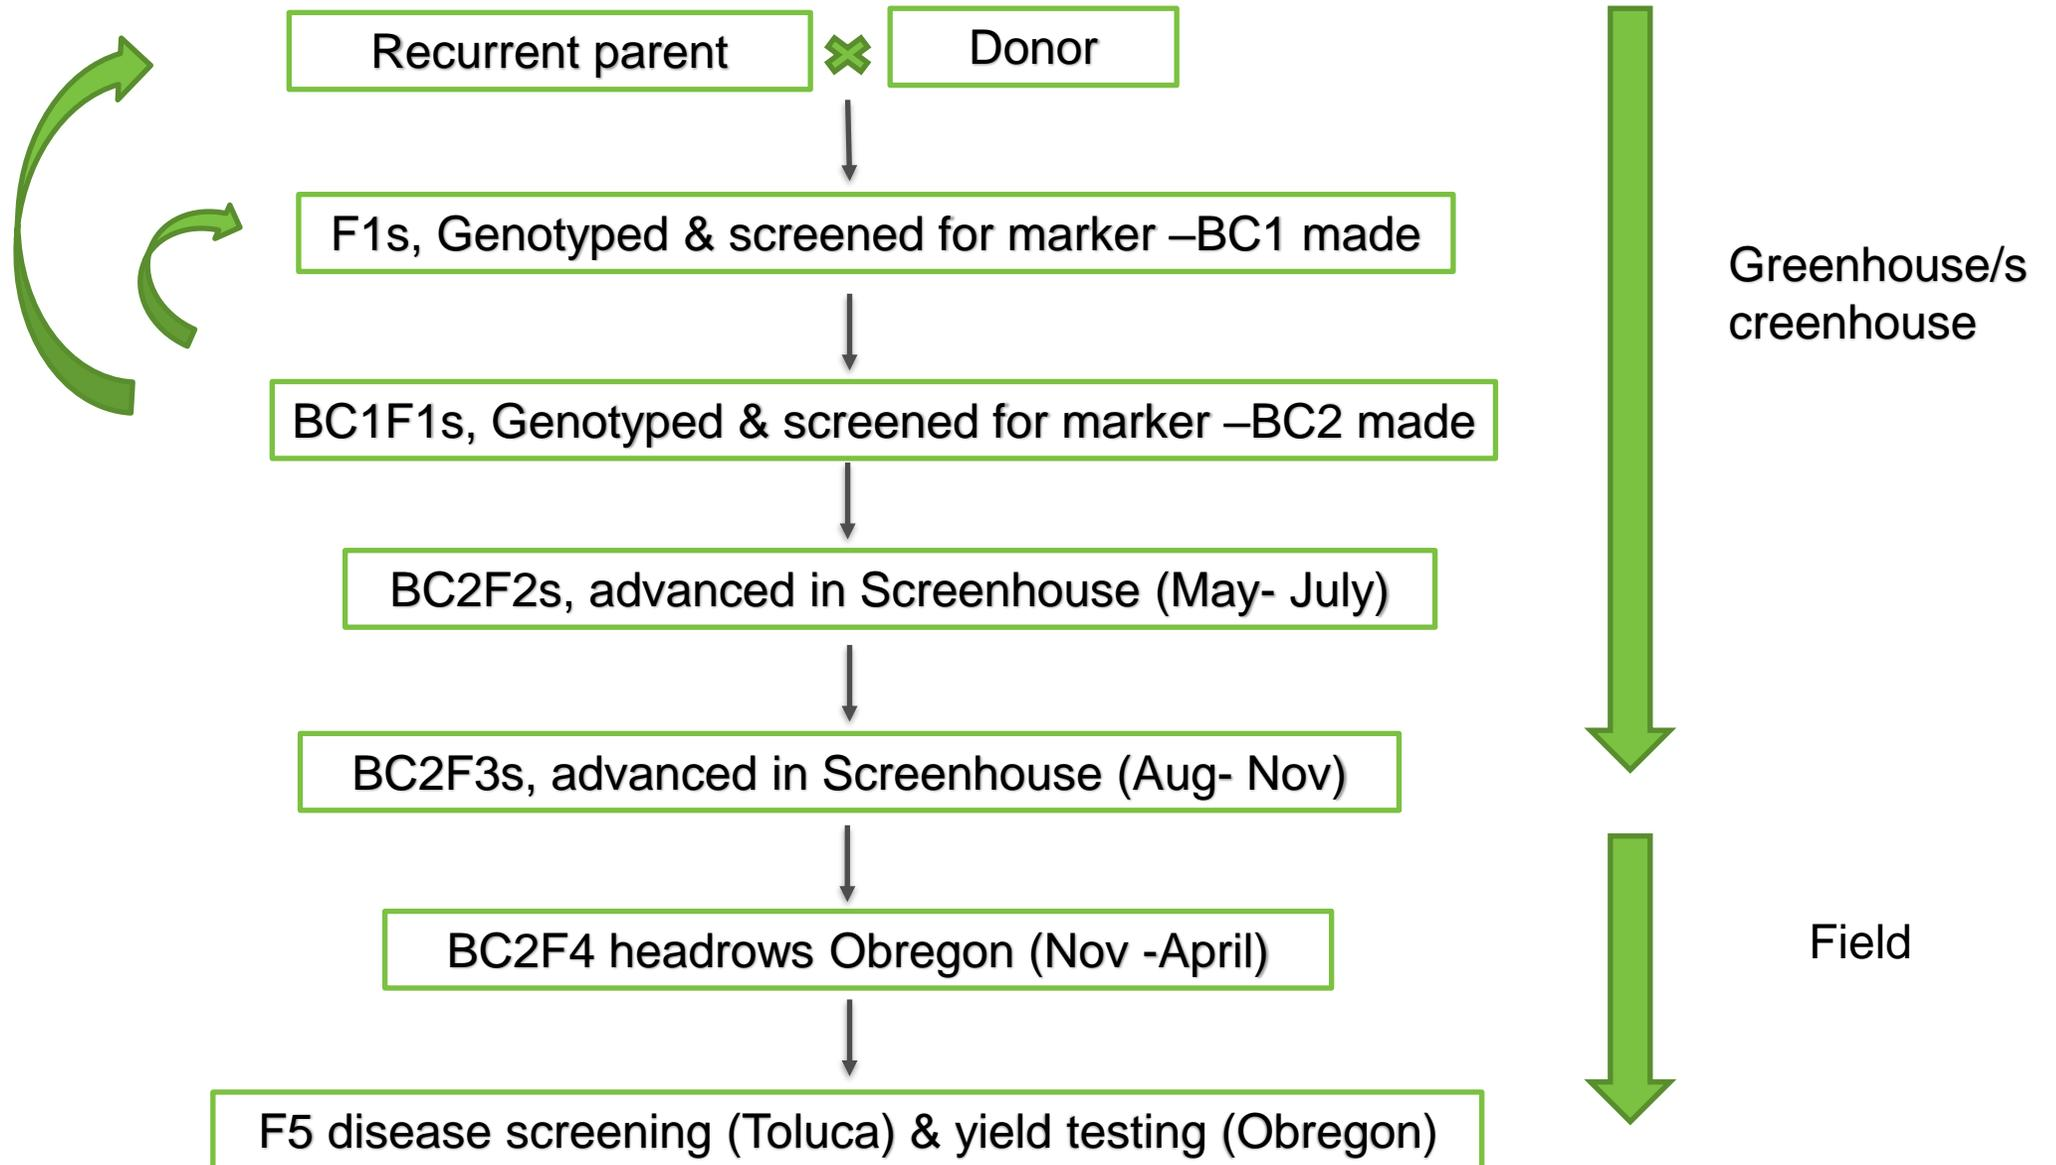 Recurrent parent
Donor
F1s, Genotyped & screened for marker –BC1 made
Greenhouse/s
creenhouse
BC1F1s, Genotyped & screened for marker –BC2 made
BC2F2s, advanced in Screenhouse (May- July)
BC2F3s, advanced in Screenhouse (Aug- Nov)
BC2F4 headrows Obregon (Nov -April)
Field
F5 disease screening (Toluca) & yield testing (Obregon)